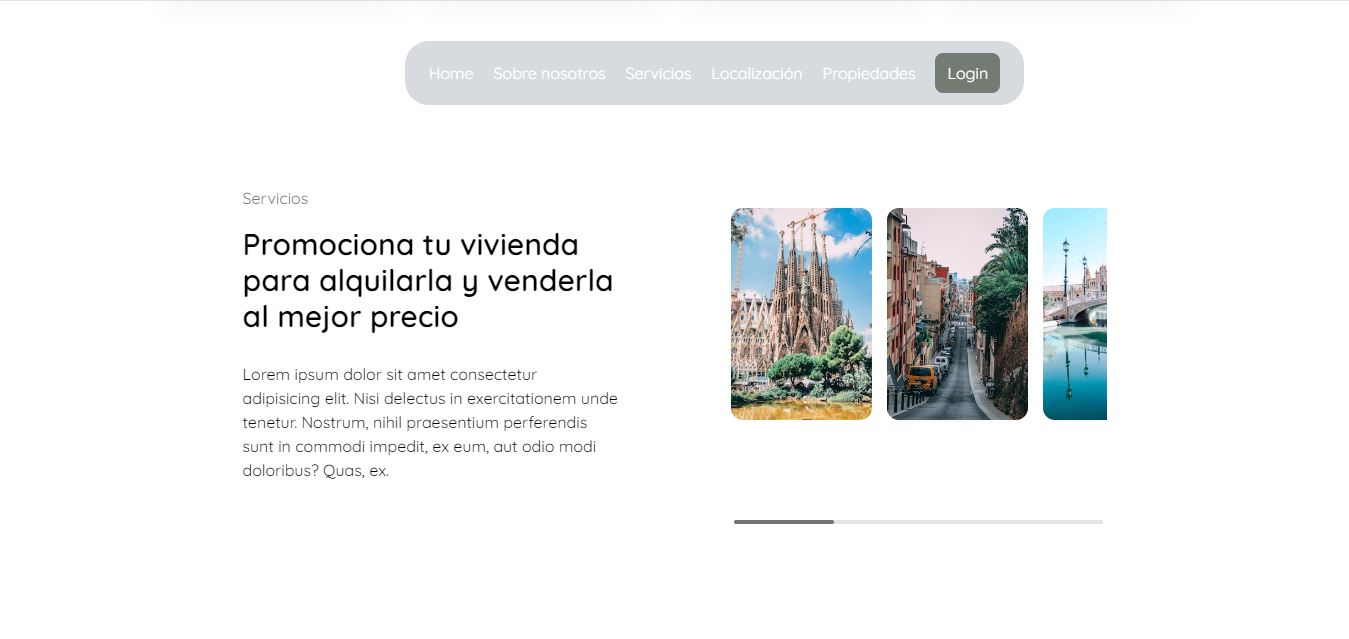 Home Sobre nosotros Servicios Localización Propiedades Login
Servicios
Promociona tu vivienda
para alquilarla y venderla
al mejor precio
Lorem ipsum dolor sit amet consectetur
adipisicing elit. Nisi delectus in exercitationem unde
tenetur. Nostrum, nihil praesentium perferendis
sunt in commodi impedit, ex eum, aut odio modi
doloribus? Quas, ex.